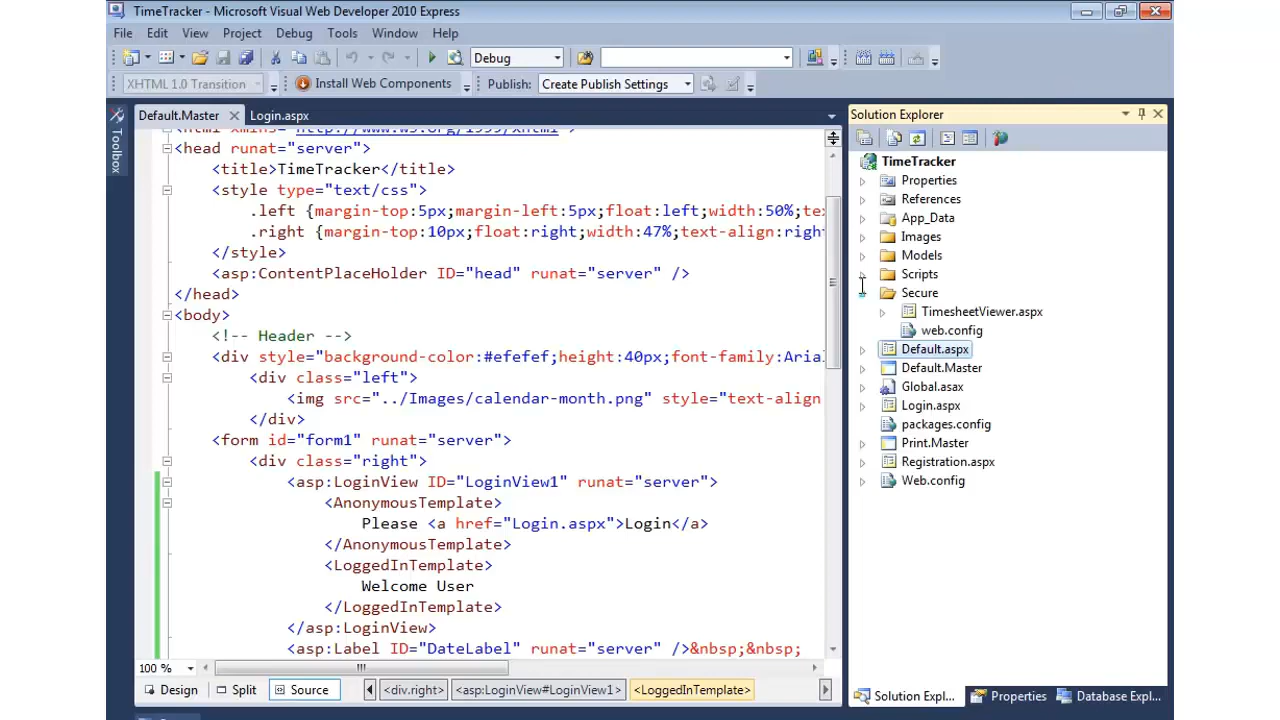 TimeTracker - Microsoft Visual Web Developer 2010 Express
File Edit View Project Debug Tools Window Help
Debug
XHTML 1.0 Transition Install Web Components Publish: Create Publish Settings
Toolbox
Default.Master Login.aspx
<head runat="server">
<title>TimeTracker</title>
<style type="text/css">
.left {margin-top:5px;margin-left:5px;float:left;width:50%;tex
.right {margin-top:10px;float:right;width:47%;text-align:right
</style>
<asp:ContentPlaceHolder ID="head" runat="server" />
</head>
<body>
<!-- Header -->
<div style="background-color:#efefef;height:40px;font-family:Arial
<div class="left">
<img src="../Images/calendar-month.png" style="text-align
</div>
<form id="form1" runat="server">
<div class="right">
<asp:LoginView ID="LoginView1" runat="server">
<AnonymousTemplate>
Please <a href="Login.aspx">Login</a>
</AnonymousTemplate>
<LoggedInTemplate>
Welcome User
</LoggedInTemplate>
</asp:LoginView>
<asp:Label ID="DateLabel" runat="server" />&nbsp;&nbsp;
100 %
Design Split Source <div.right> <asp:LoginView#LoginView1> <LoggedInTemplate>
Solution Explorer
TimeTracker
Properties
References
App_Data
Images
Models
Scripts
Secure
TimesheetViewer.aspx
web.config
Default.aspx
Default.Master
Global.asax
Login.aspx
packages.config
Print.Master
Registration.aspx
Web.config
Solution Expl... Properties Database Expl...